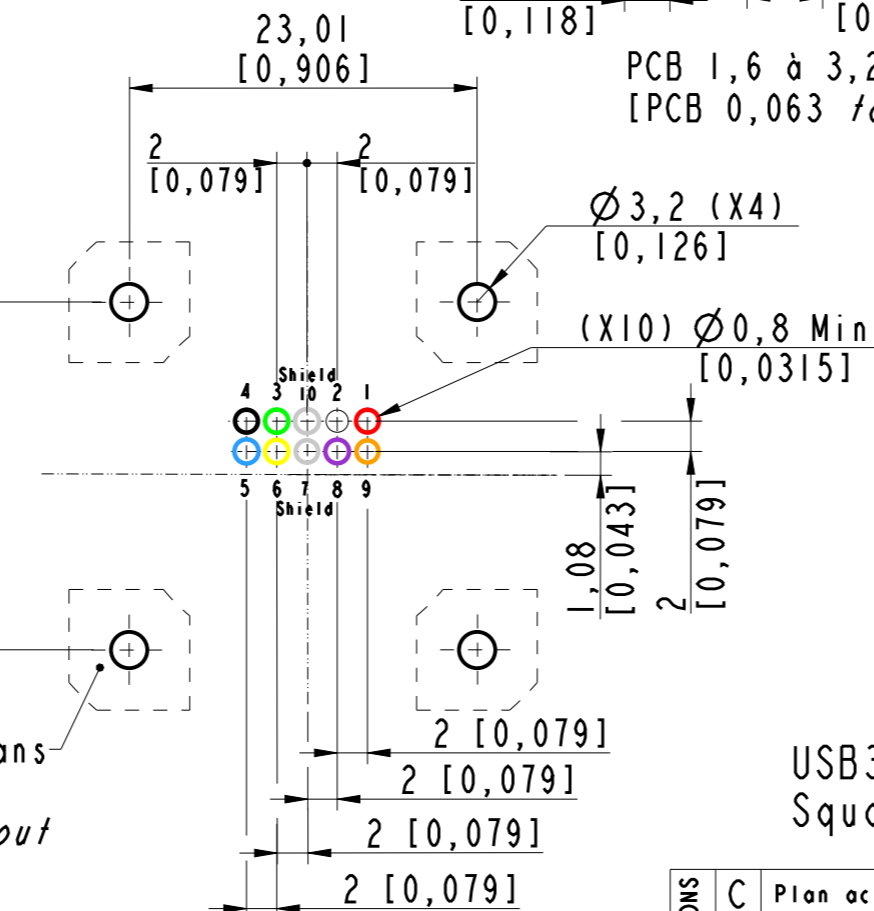 [0,118]
[0
23,01
[0,906]
PCB 1,6 à 3,2
[PCB 0,063 to
2
[0,079]
2
[0,079]
Ø3,2 (X4)
[0,126]
(X10) Ø0,8 Min
[0,0315]
Shield
4 3 10 2 1
5 6 7 8 9
Shield
1,08
[0,043]
2
[0,079]
2 [0,079]
2 [0,079]
2 [0,079]
2 [0,079]
ans
out
USB3
Squa
NS
C Plan ac